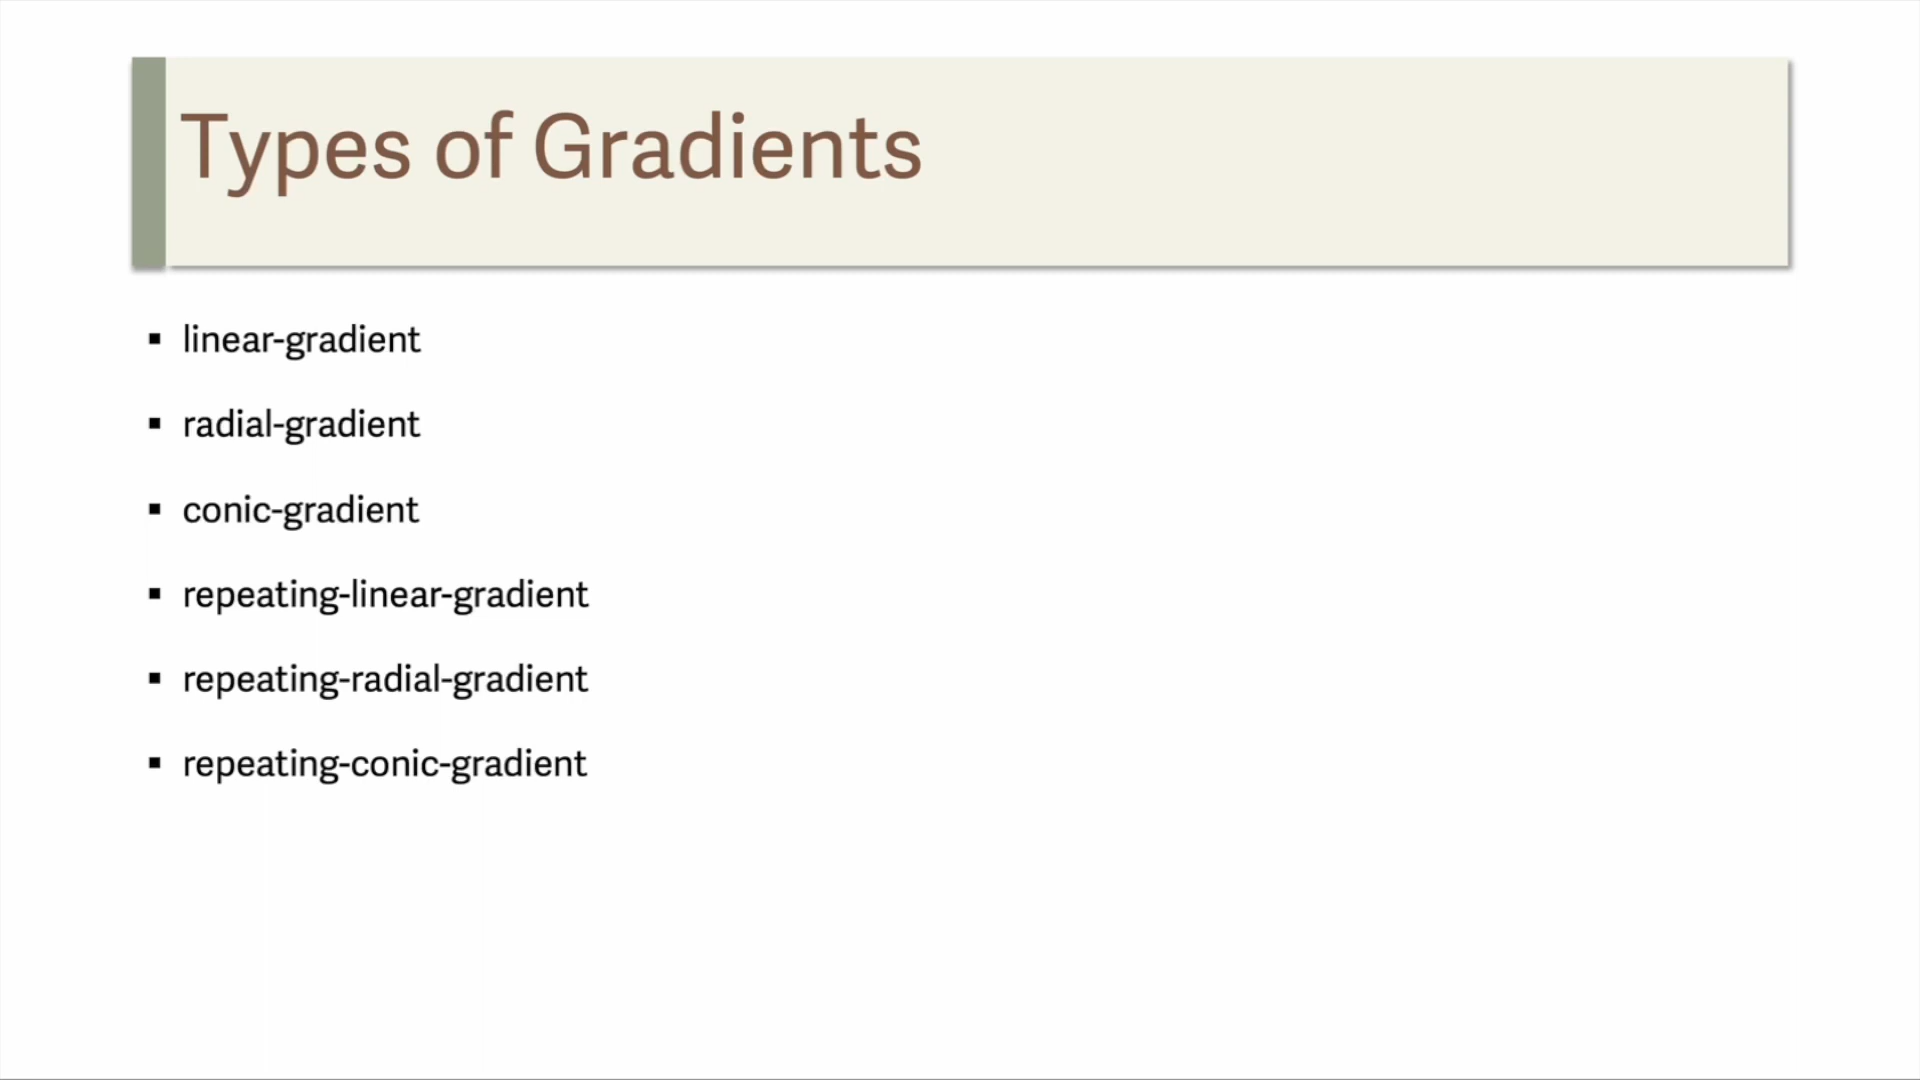 Types of Gradients
▪ linear-gradient
▪ radial-gradient
▪ conic-gradient
▪ repeating-linear-gradient
▪ repeating-radial-gradient
▪ repeating-conic-gradient